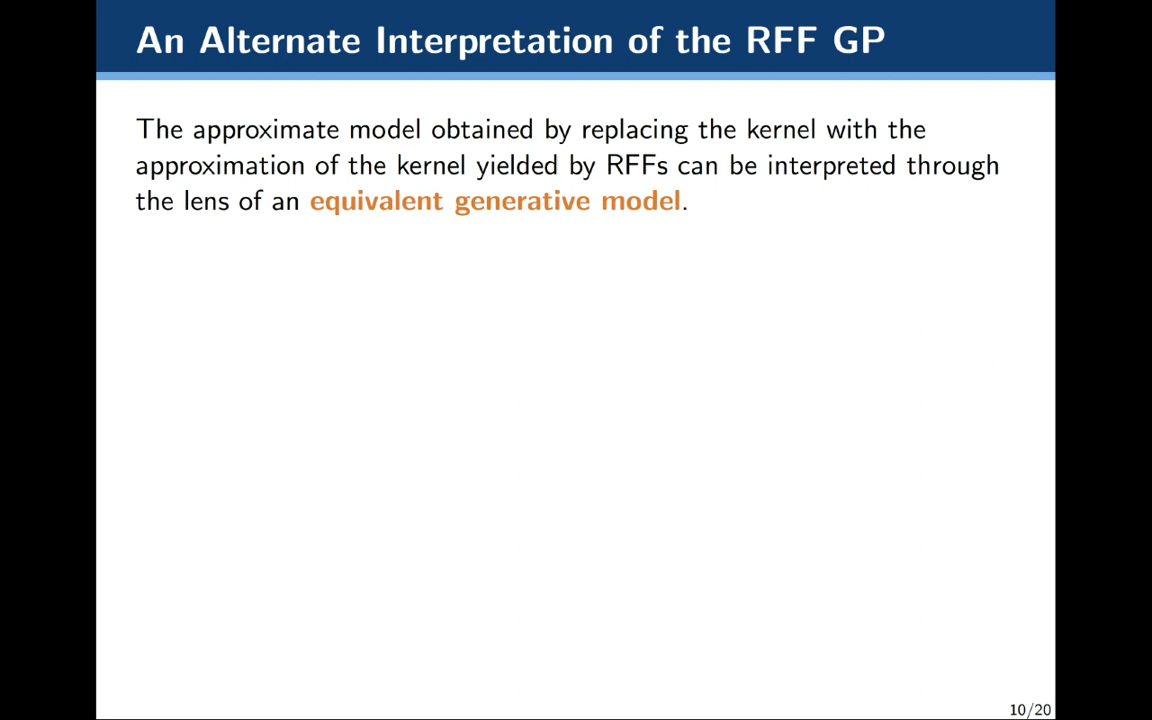 An Alternate Interpretation of the RFF GP
The approximate model obtained by replacing the kernel with the
approximation of the kernel yielded by RFFs can be interpreted through
the lens of an equivalent generative model.
10/20